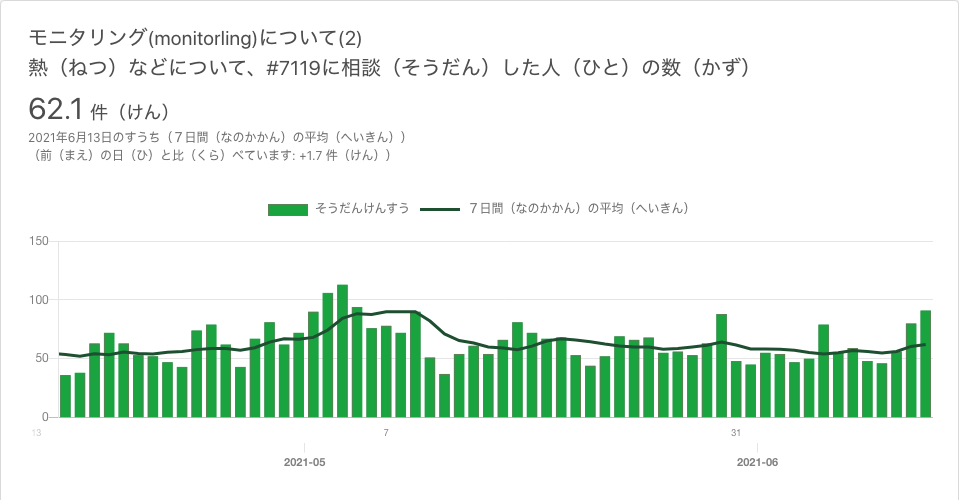 モニタリング(monitorling)について(2)
熱（ねつ）などについて、#7119に相談（そうだん）した人（ひと）の数（かず）
62.1 件（けん）
2021年6月13日のすうち（７日間（なのかかん）の平均（へいきん））
（前（まえ）の日（ひ）と比（くら）べています: +1.7 件（けん））
そうだんけんすう ７日間（なのかかん）の平均（へいきん）
150
100
50
0
13 7 31
2021-05 2021-06